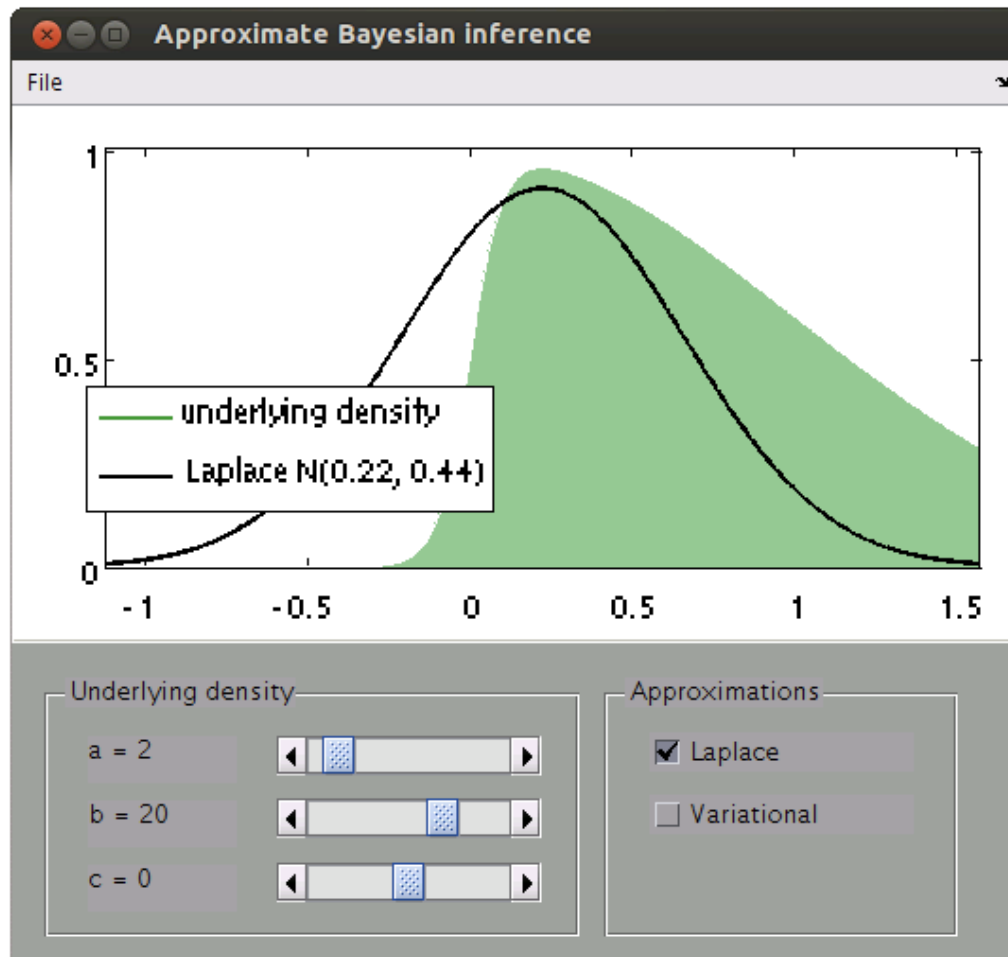 Approximate Bayesian inference
File
1
0.5
0
underlying density
Laplace N(0.22, 0.44)
-1 -0.5 0 0.5 1 1.5
Underlying density
a = 2
b = 20
c = 0
Approximations
Laplace
Variational